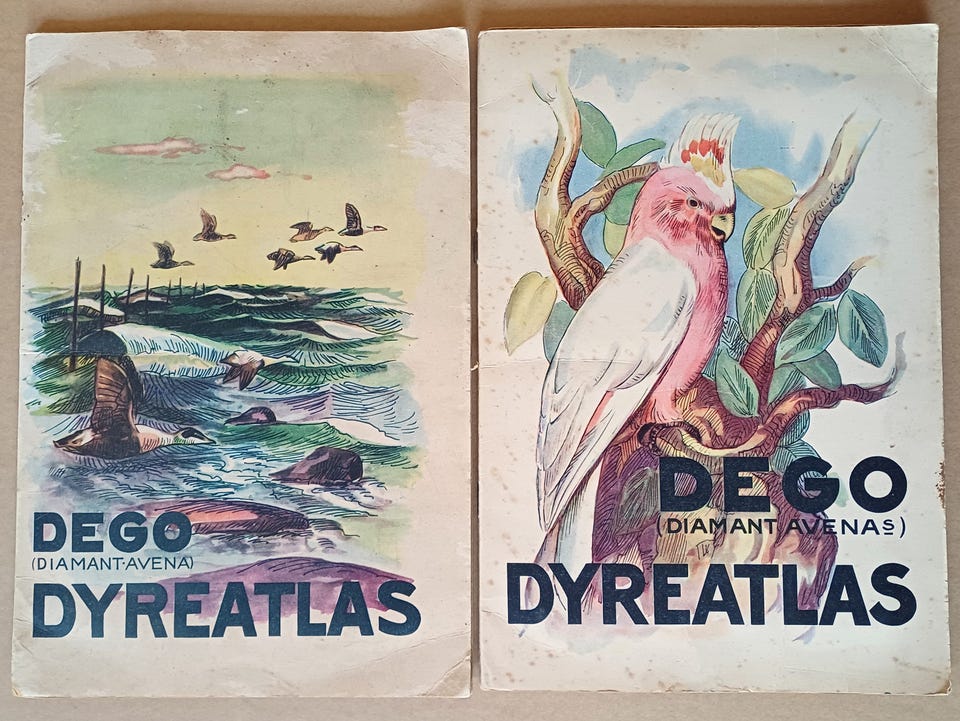 DEGO
(DIAMANT-AVENA)
DYREATLAS
DEGO
(DIAMANT AVENAS)
DYREATLAS